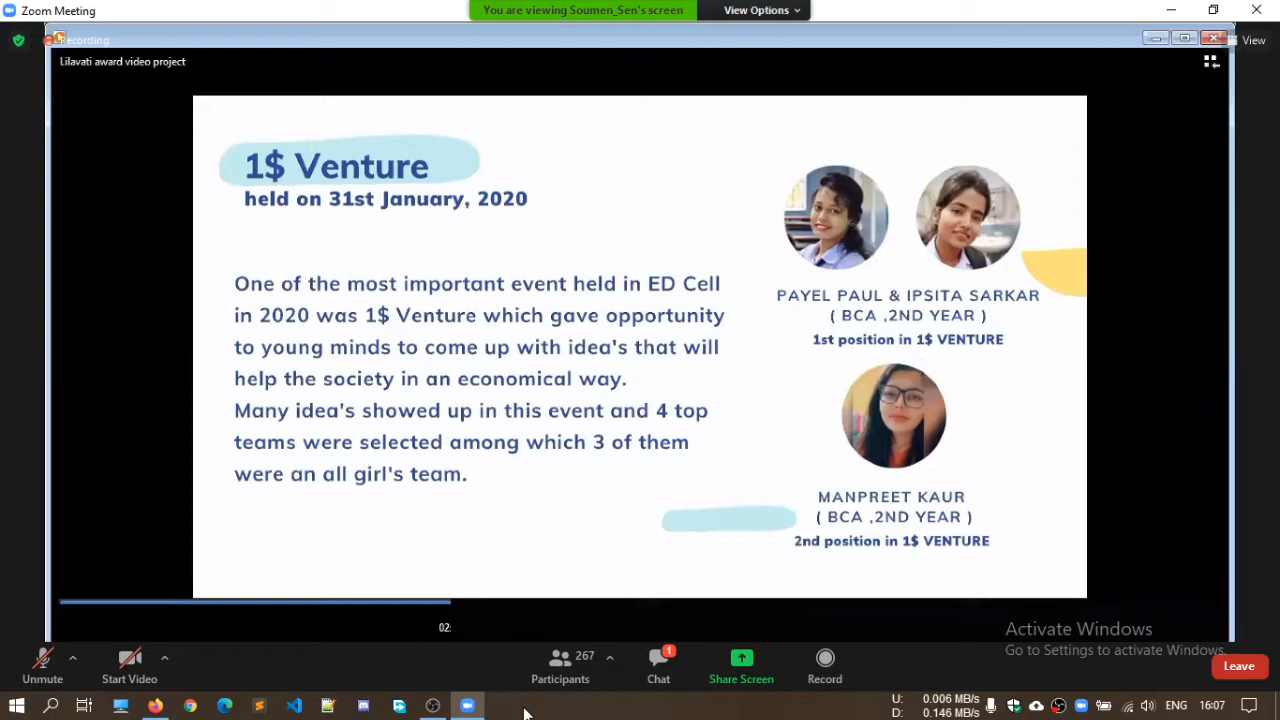 Zoom Meeting
You are viewing Soumen_Sen's screen
View Options
Recording
View
Lilavati award video project
1$ Venture
held on 31st January, 2020
One of the most important event held in ED Cell
in 2020 was 1$ Venture which gave opportunity
to young minds to come up with idea's that will
help the society in an economical way.
Many idea's showed up in this event and 4 top
teams were selected among which 3 of them
were an all girl's team.
PAYEL PAUL & IPSITA SARKAR
( BCA ,2ND YEAR )
1st position in 1$ VENTURE
MANPREET KAUR
( BCA ,2ND YEAR )
2nd position in 1$ VENTURE
02:
Activate Windows
Go to Settings to activate Windows.
Unmute
Start Video
267
Participants
1
Chat
Share Screen
Record
Leave
U: 0.006 MB/s
D: 0.146 MB/s
ENG
16:07